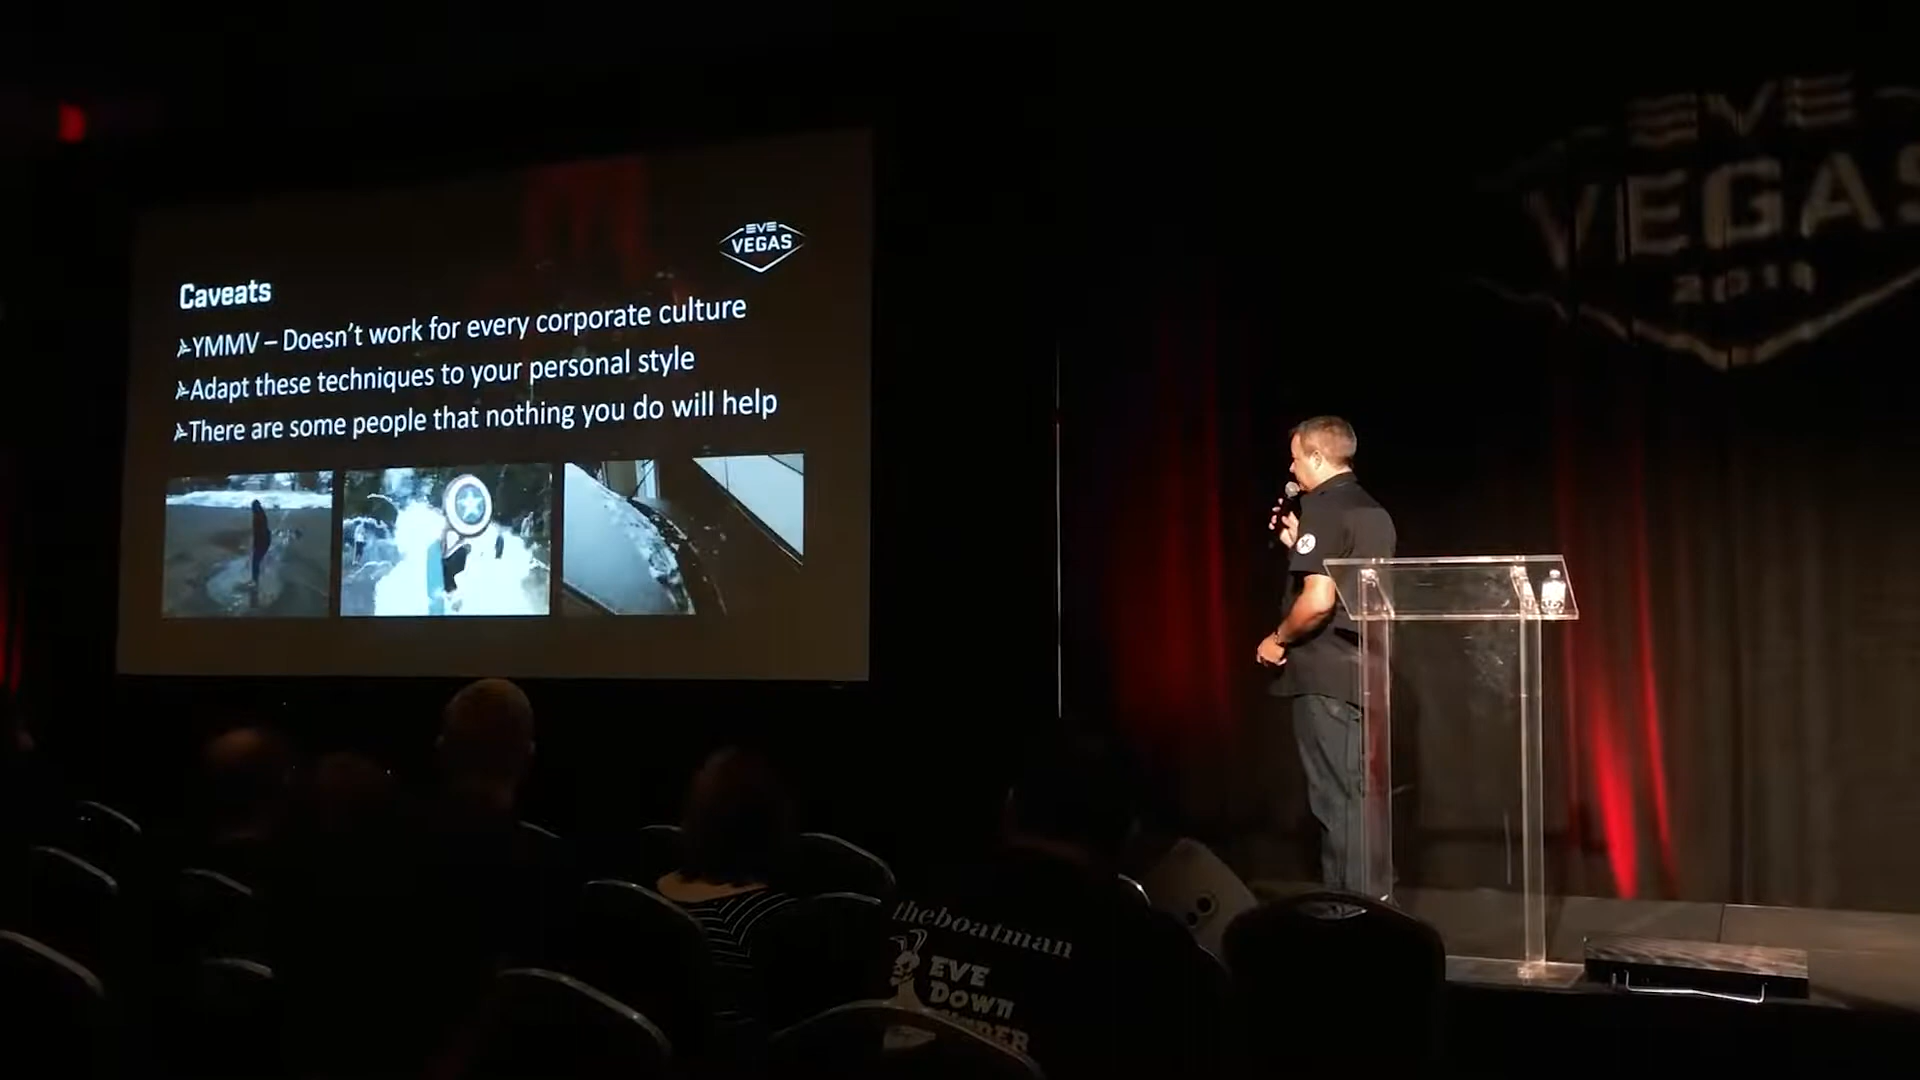 EVE
VEGAS
Caveats
YMMV – Doesn't work for every corporate culture
Adapt these techniques to your personal style
There are some people that nothing you do will help
EVE
VEGAS
theboatman
EVE
DOWN
UNDER